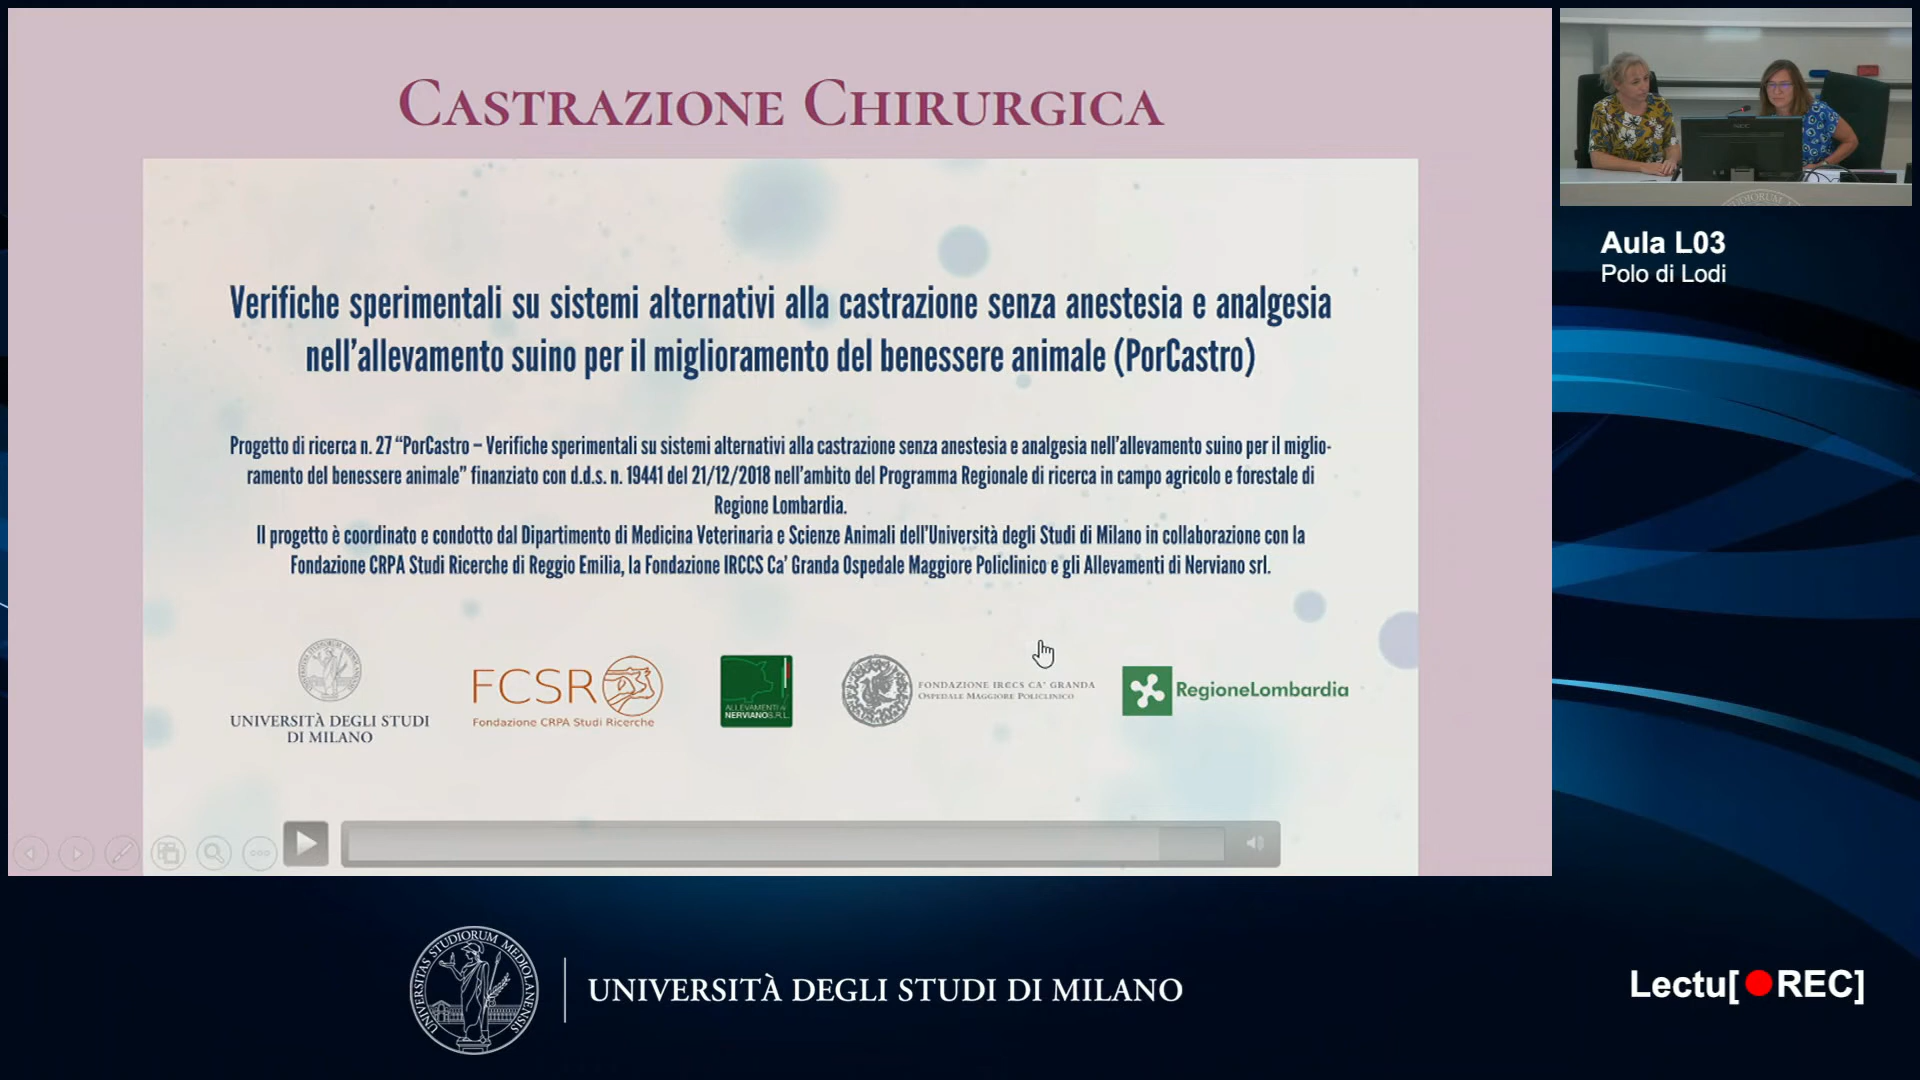 Castrazione Chirurgica
Verifiche sperimentali su sistemi alternativi alla castrazione senza anestesia e analgesia
nell'allevamento suino per il miglioramento del benessere animale (PorCastro)
Progetto di ricerca n. 27 “PorCastro – Verifiche sperimentali su sistemi alternativi alla castrazione senza anestesia e analgesia nell'allevamento suino per il miglio-
ramento del benessere animale” finanziato con d.d.s. n. 19441 del 21/12/2018 nell'ambito del Programma Regionale di ricerca in campo agricolo e forestale di
Regione Lombardia.
Il progetto è coordinato e condotto dal Dipartimento di Medicina Veterinaria e Scienze Animali dell'Università degli Studi di Milano in collaborazione con la
Fondazione CRPA Studi Ricerche di Reggio Emilia, la Fondazione IRCCS Ca' Granda Ospedale Maggiore Policlinico e gli Allevamenti di Nerviano srl.
UNIVERSITÀ DEGLI STUDI
DI MILANO
FCSR
Fondazione CRPA Studi Ricerche
ALLEVAMENTI di
NERVIANO S.R.L.
FONDAZIONE IRCCS CA' GRANDA
OSPEDALE MAGGIORE POLICLINICO
RegioneLombardia
Aula L03
Polo di Lodi
UNIVERSITAS STUDIORUM MEDIOLANENSIS
UNIVERSITÀ DEGLI STUDI DI MILANO
Lectu[REC]